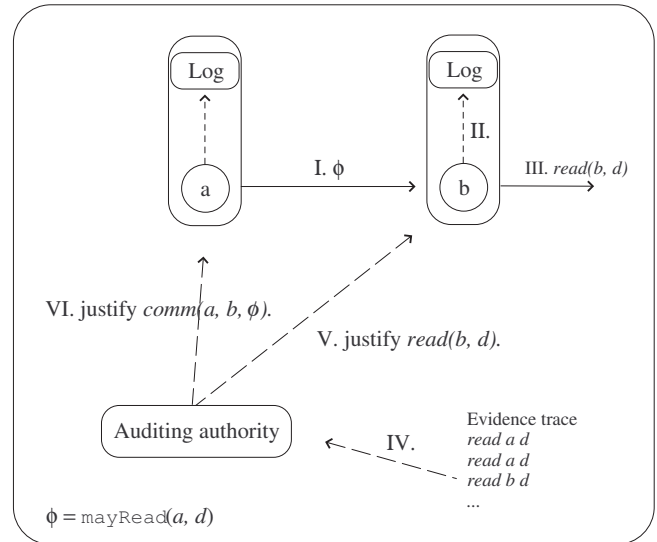 Log
Log
II.
I. ϕ
III. read(b, d)
a
b
VI. justify comm(a, b, ϕ).
V. justify read(b, d).
Auditing authority
IV.
Evidence trace
read a d
read a d
read b d
...
ϕ = mayRead(a, d)